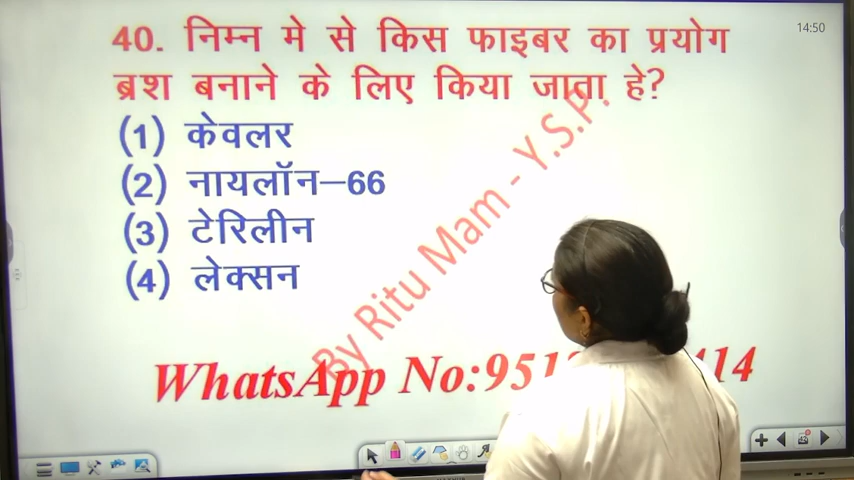 14:50
40. निम्न मे से किस फाइबर का प्रयोग
ब्रश बनाने के लिए किया जाता हे?
(1) केवलर
(2) नायलॉन–66
(3) टेरिलीन
(4) लेक्सन
By Ritu Mam - Y.S.P.
WhatsApp No:951 414